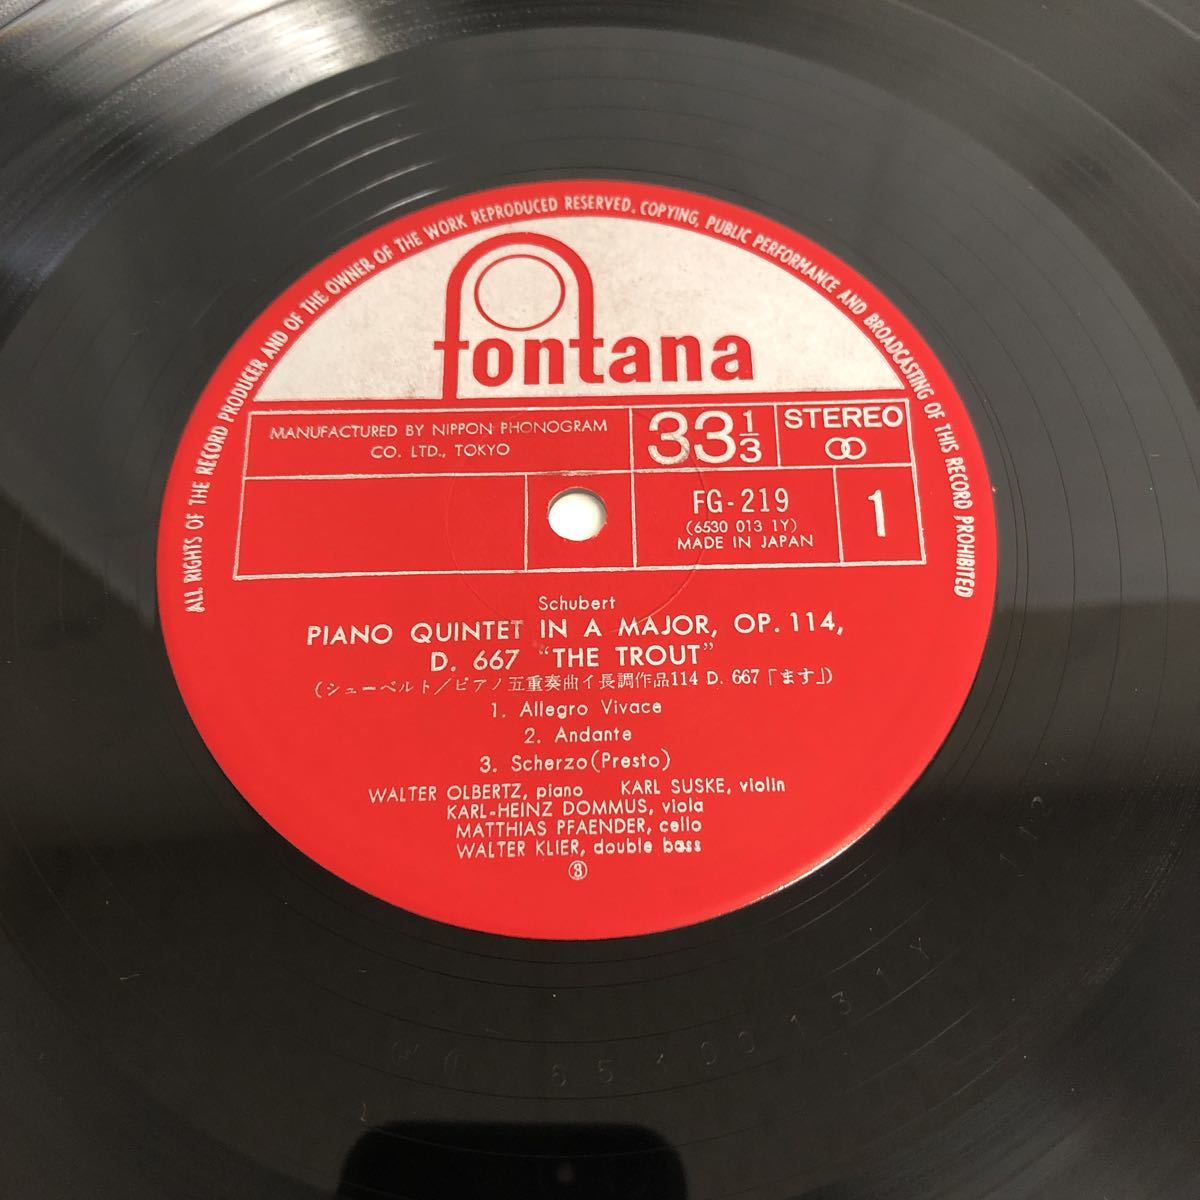 ALL RIGHTS OF THE RECORD PRODUCER AND OF THE OWNER OF THE WORK REPRODUCED RESERVED. COPYING, PUBLIC PERFORMANCE AND BROADCASTING OF THIS RECORD PROHIBITED
fontana
MANUFACTURED BY NIPPON PHONOGRAM
CO. LTD., TOKYO
33 1/3
STEREO
FG-219
(6530 013 1Y)
MADE IN JAPAN
1
Schubert
PIANO QUINTET IN A MAJOR, OP. 114,
D. 667 "THE TROUT"
(シューベルト/ピアノ五重奏曲イ長調作品114 D. 667「ます」)
1. Allegro Vivace
2. Andante
3. Scherzo (Presto)
WALTER OLBERTZ, piano KARL SUSKE, violin
KARL-HEINZ DOMMUS, viola
MATTHIAS PFAENDER, cello
WALTER KLIER, double bass
③